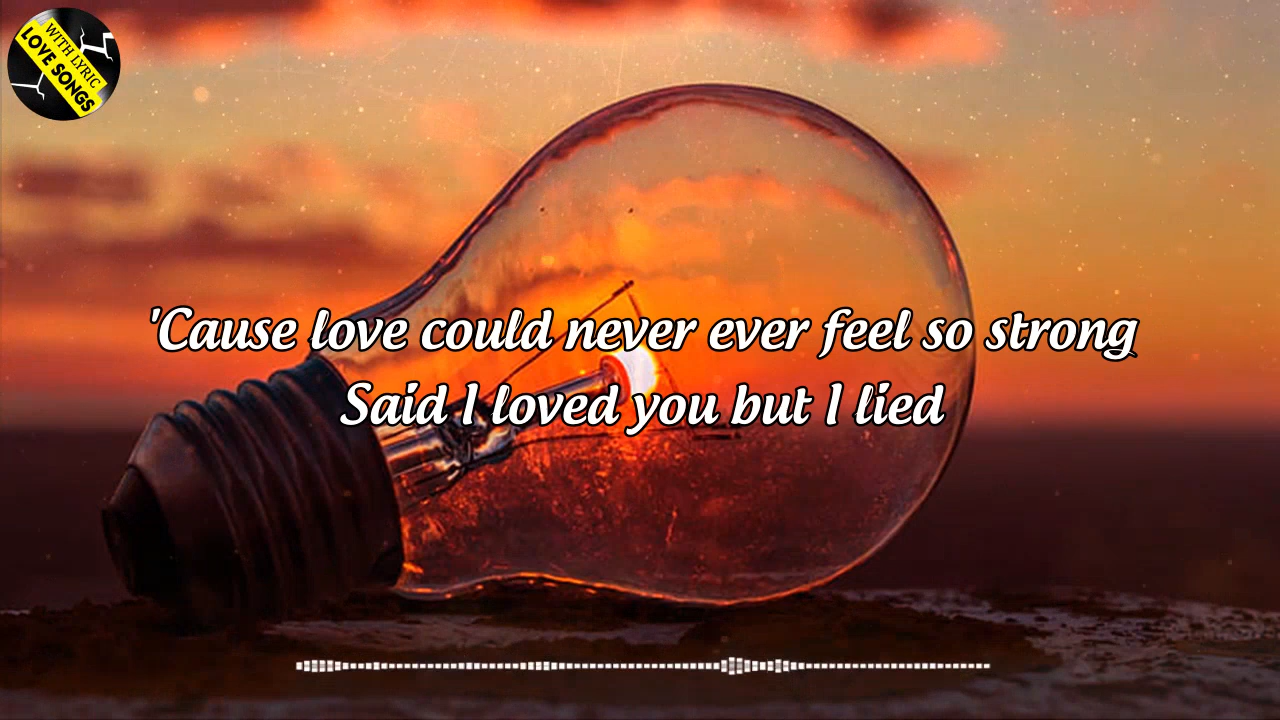 WITH LYRIC
LOVE SONGS
'Cause love could never ever feel so strong
Said I loved you but I lied